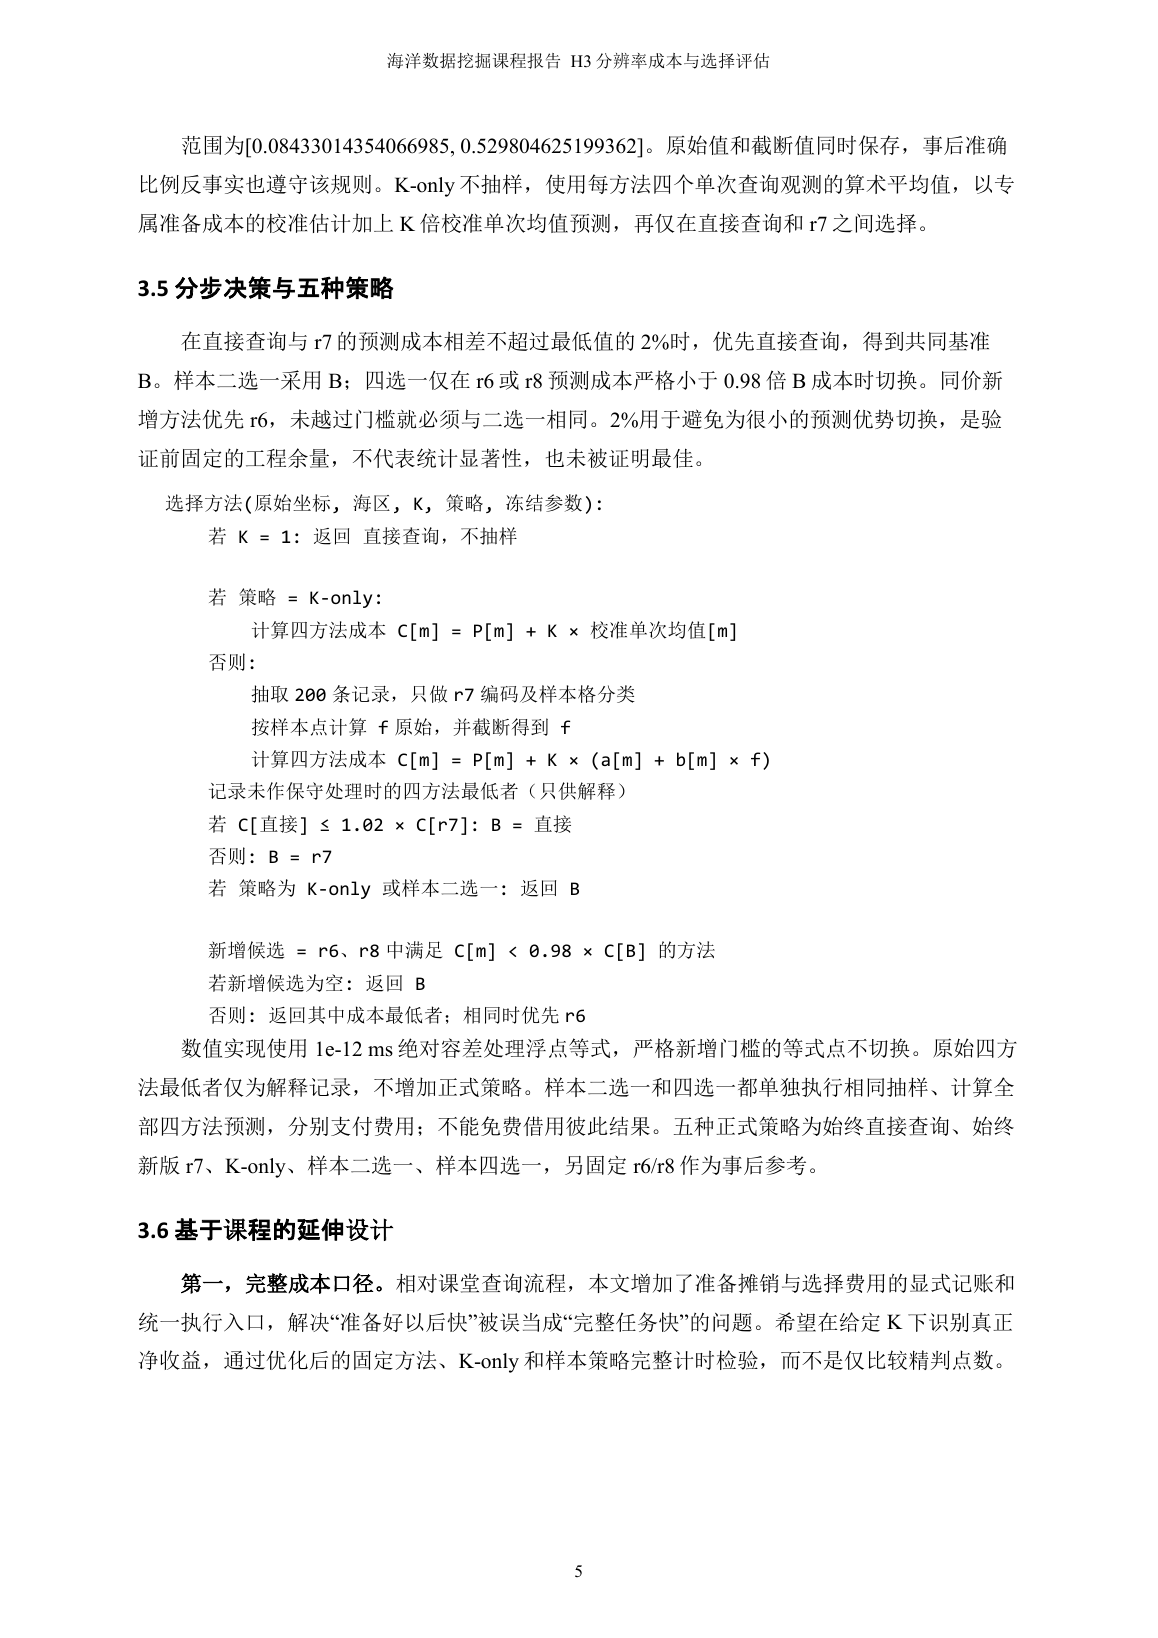 海洋数据挖掘课程报告 H3 分辨率成本与选择评估
范围为[0.08433014354066985, 0.529804625199362]。原始值和截断值同时保存，事后准确
比例反事实也遵守该规则。K-only 不抽样，使用每方法四个单次查询观测的算术平均值，以专
属准备成本的校准估计加上 K 倍校准单次均值预测，再仅在直接查询和 r7 之间选择。
3.5 分步决策与五种策略
在直接查询与 r7 的预测成本相差不超过最低值的 2%时，优先直接查询，得到共同基准
B。样本二选一采用 B；四选一仅在 r6 或 r8 预测成本严格小于 0.98 倍 B 成本时切换。同价新
增方法优先 r6，未越过门槛就必须与二选一相同。2%用于避免为很小的预测优势切换，是验
证前固定的工程余量，不代表统计显著性，也未被证明最佳。
选择方法(原始坐标, 海区, K, 策略, 冻结参数):
若 K = 1: 返回 直接查询，不抽样
若 策略 = K-only:
计算四方法成本 C[m] = P[m] + K × 校准单次均值[m]
否则:
抽取 200 条记录，只做 r7 编码及样本格分类
按样本点计算 f 原始，并截断得到 f
计算四方法成本 C[m] = P[m] + K × (a[m] + b[m] × f)
记录未作保守处理时的四方法最低者（只供解释）
若 C[直接] ≤ 1.02 × C[r7]: B = 直接
否则: B = r7
若 策略为 K-only 或样本二选一: 返回 B
新增候选 = r6、r8 中满足 C[m] < 0.98 × C[B] 的方法
若新增候选为空: 返回 B
否则: 返回其中成本最低者；相同时优先 r6
数值实现使用 1e-12 ms 绝对容差处理浮点等式，严格新增门槛的等式点不切换。原始四方
法最低者仅为解释记录，不增加正式策略。样本二选一和四选一都单独执行相同抽样、计算全
部四方法预测，分别支付费用；不能免费借用彼此结果。五种正式策略为始终直接查询、始终
新版 r7、K-only、样本二选一、样本四选一，另固定 r6/r8 作为事后参考。
3.6 基于课程的延伸设计
第一，完整成本口径。相对课堂查询流程，本文增加了准备摊销与选择费用的显式记账和
统一执行入口，解决“准备好以后快”被误当成“完整任务快”的问题。希望在给定 K 下识别真正
净收益，通过优化后的固定方法、K-only 和样本策略完整计时检验，而不是仅比较精判点数。
5